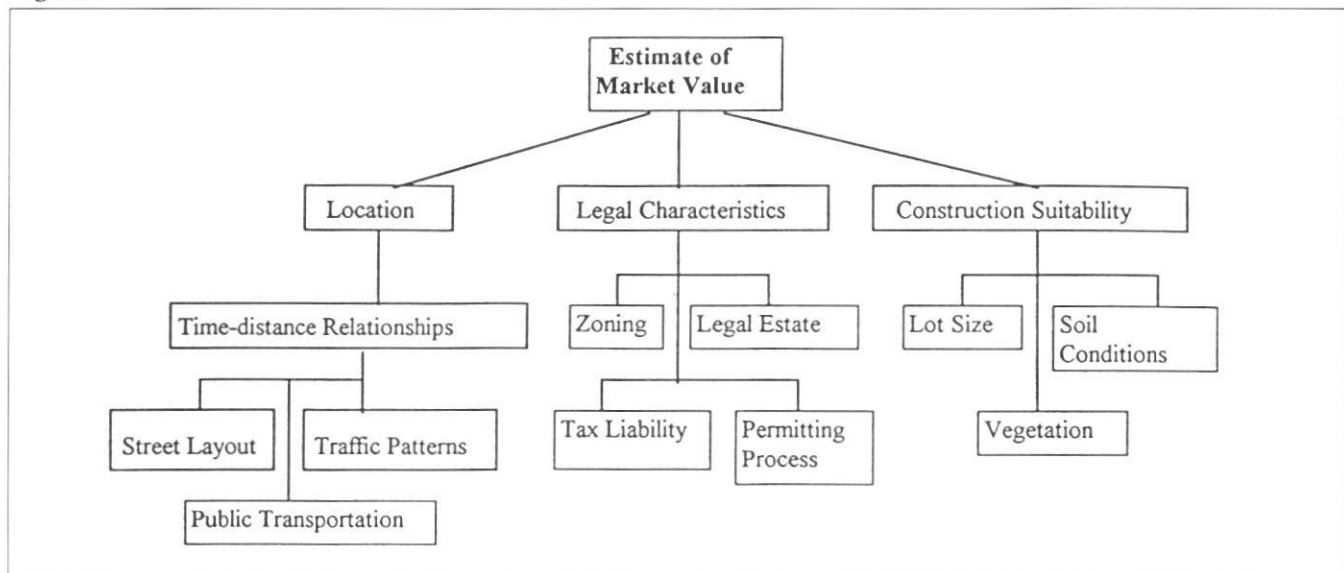 Estimate of
Market Value
Location
Legal Characteristics
Construction Suitability
Time-distance Relationships
Zoning
Legal Estate
Lot Size
Soil
Conditions
Street Layout
Traffic Patterns
Tax Liability
Permitting
Process
Vegetation
Public Transportation